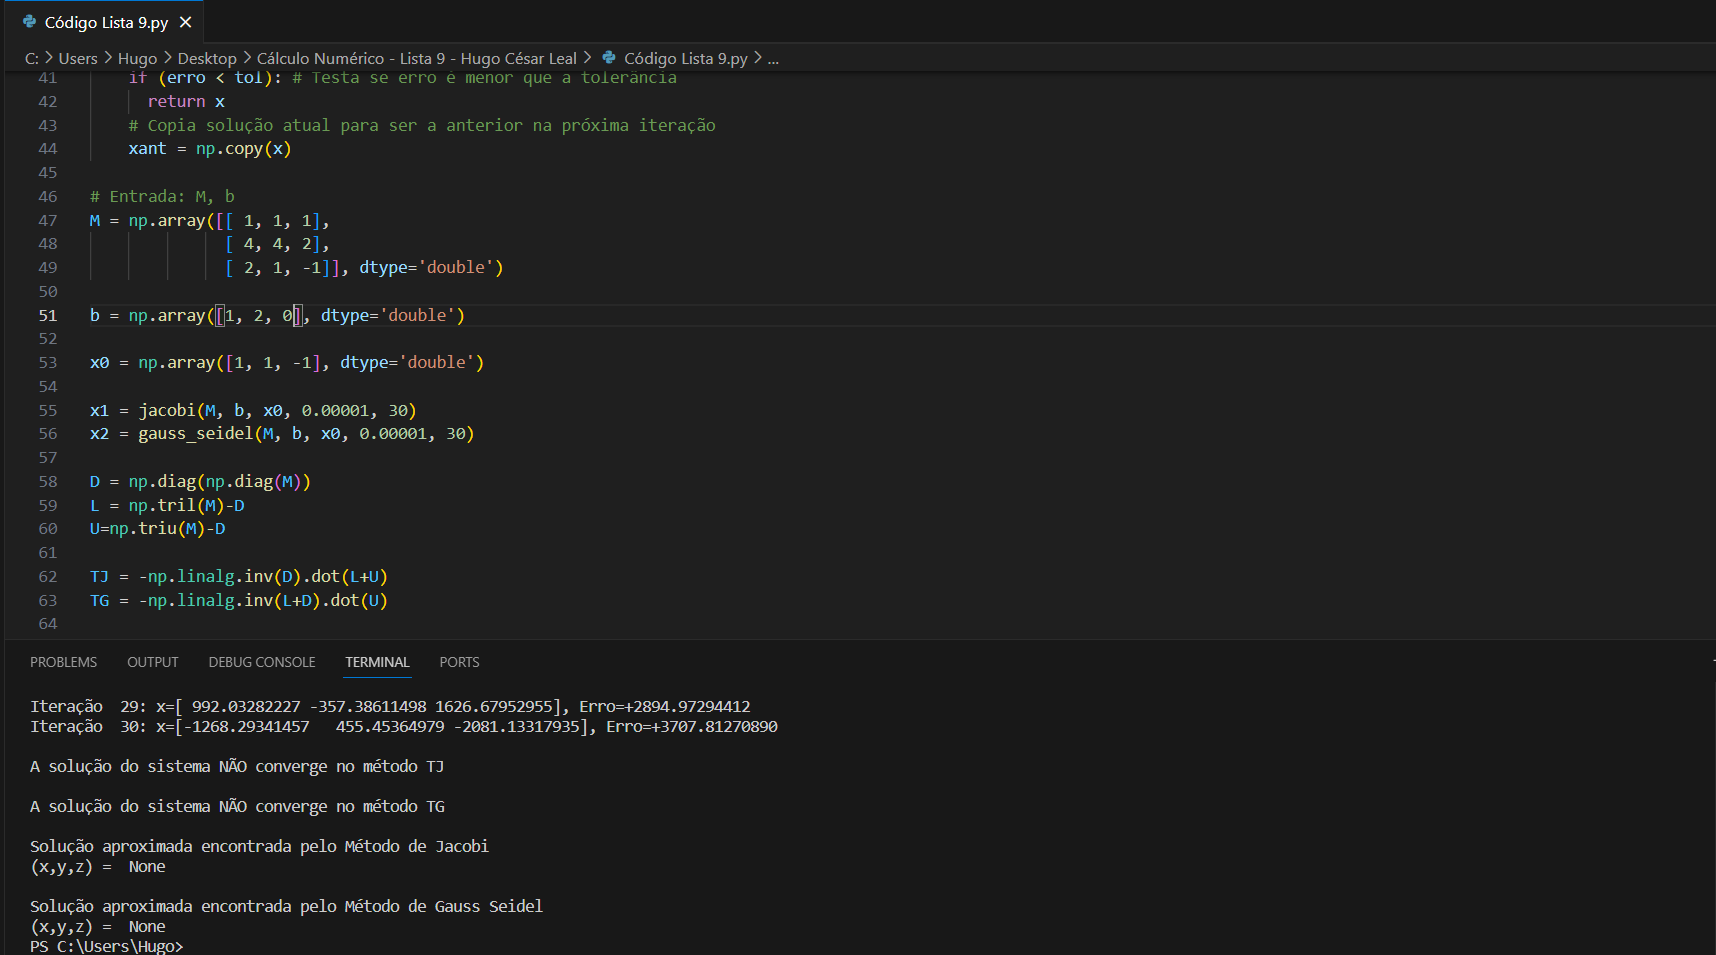 Código Lista 9.py ×
C: > Users > Hugo > Desktop > Cálculo Numérico - Lista 9 - Hugo César Leal > Código Lista 9.py > ...
41 if (erro < tol): # Testa se erro é menor que a tolerância
42 return x
43 # Copia solução atual para ser a anterior na próxima iteração
44 xant = np.copy(x)
45
46 # Entrada: M, b
47 M = np.array([[ 1, 1, 1],
48 [ 4, 4, 2],
49 [ 2, 1, -1]], dtype='double')
50
51 b = np.array([1, 2, 0], dtype='double')
52
53 x0 = np.array([1, 1, -1], dtype='double')
54
55 x1 = jacobi(M, b, x0, 0.00001, 30)
56 x2 = gauss_seidel(M, b, x0, 0.00001, 30)
57
58 D = np.diag(np.diag(M))
59 L = np.tril(M)-D
60 U=np.triu(M)-D
61
62 TJ = -np.linalg.inv(D).dot(L+U)
63 TG = -np.linalg.inv(L+D).dot(U)
64
PROBLEMS OUTPUT DEBUG CONSOLE TERMINAL PORTS
Iteração 29: x=[ 992.03282227 -357.38611498 1626.67952955], Erro=+2894.97294412
Iteração 30: x=[-1268.29341457 455.45364979 -2081.13317935], Erro=+3707.81270890
A solução do sistema NÃO converge no método TJ
A solução do sistema NÃO converge no método TG
Solução aproximada encontrada pelo Método de Jacobi
(x,y,z) = None
Solução aproximada encontrada pelo Método de Gauss Seidel
(x,y,z) = None
PS C:\Users\Hugo>